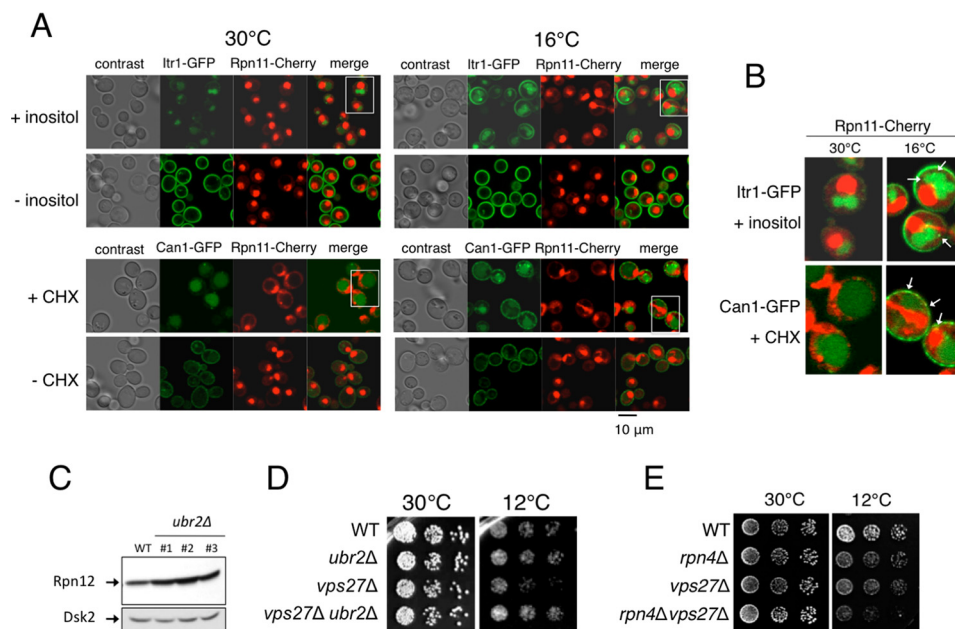 A
30°C
16°C
contrast Itr1-GFP Rpn11-Cherry merge
contrast Itr1-GFP Rpn11-Cherry merge
+ inositol
- inositol
contrast Can1-GFP Rpn11-Cherry merge
contrast Can1-GFP Rpn11-Cherry merge
+ CHX
- CHX
10 µm
B
Rpn11-Cherry
30°C 16°C
Itr1-GFP
+ inositol
Can1-GFP
+ CHX
C
ubr2Δ
WT #1 #2 #3
Rpn12
Dsk2
D
30°C 12°C
WT
ubr2Δ
vps27Δ
vps27Δ ubr2Δ
E
30°C 12°C
WT
rpn4Δ
vps27Δ
rpn4Δvps27Δ